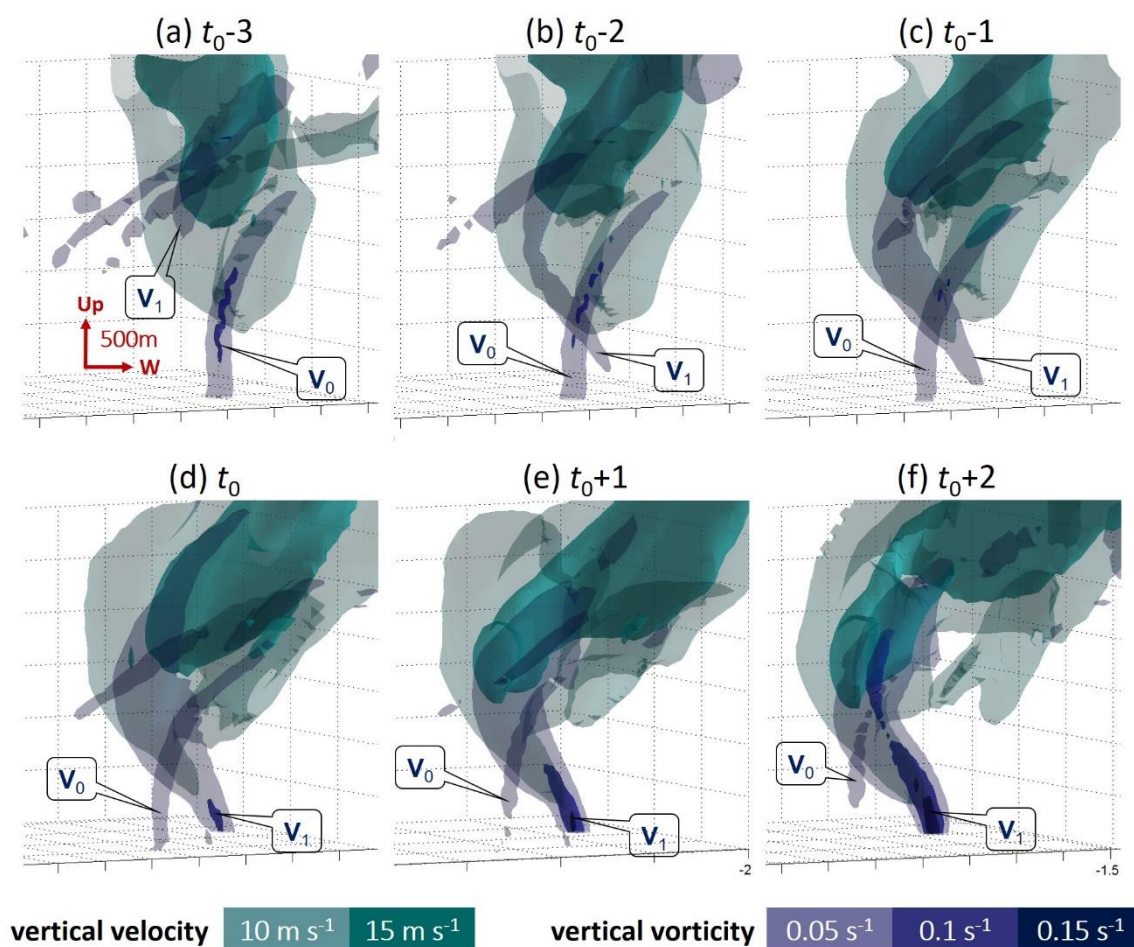 (a) t₀-3
(b) t₀-2
(c) t₀-1
V₁
Up
500m
W
V₀
V₀
V₁
V₀
V₁
(d) t₀
(e) t₀+1
(f) t₀+2
V₀
V₁
V₀
V₁
-2
V₀
V₁
-1.5
vertical velocity 10 m s⁻¹ 15 m s⁻¹ vertical vorticity 0.05 s⁻¹ 0.1 s⁻¹ 0.15 s⁻¹